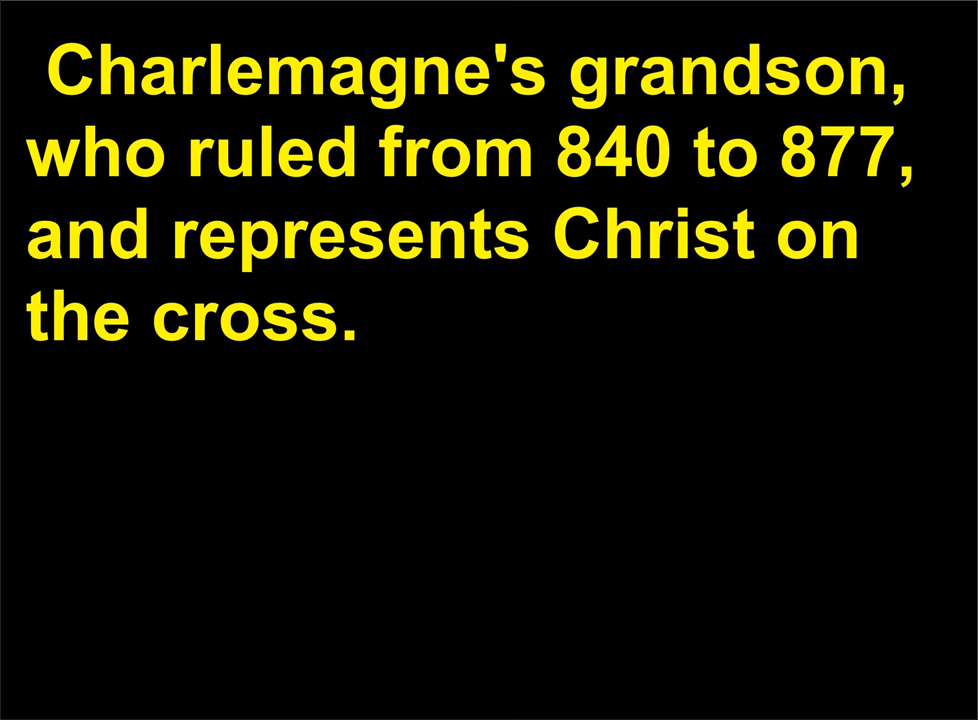 Charlemagne's grandson,
who ruled from 840 to 877,
and represents Christ on
the cross.